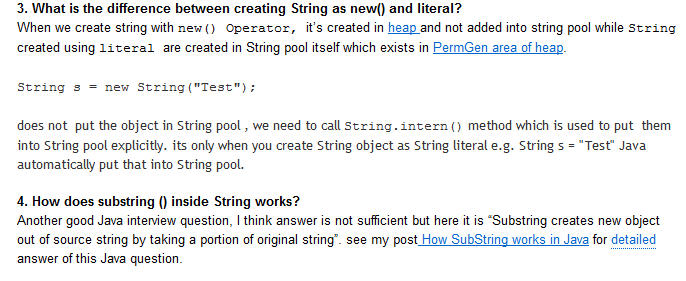 3. What is the difference between creating String as new() and literal?
When we create string with new() Operator, it's created in heap and not added into string pool while String
created using literal are created in String pool itself which exists in PermGen area of heap.
String s = new String("Test");
does not put the object in String pool , we need to call String.intern() method which is used to put them
into String pool explicitly. its only when you create String object as String literal e.g. String s = "Test" Java
automatically put that into String pool.
4. How does substring () inside String works?
Another good Java interview question, I think answer is not sufficient but here it is "Substring creates new object
out of source string by taking a portion of original string". see my post How SubString works in Java for detailed
answer of this Java question.